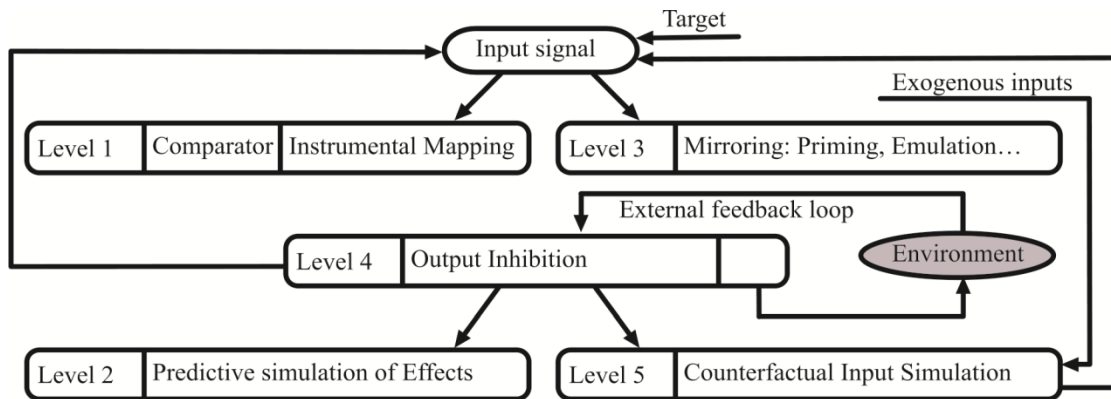 Target
Input signal
Exogenous inputs
Level 1 Comparator Instrumental Mapping
Level 3 Mirroring: Priming, Emulation…
External feedback loop
Level 4 Output Inhibition
Environment
Level 2 Predictive simulation of Effects
Level 5 Counterfactual Input Simulation